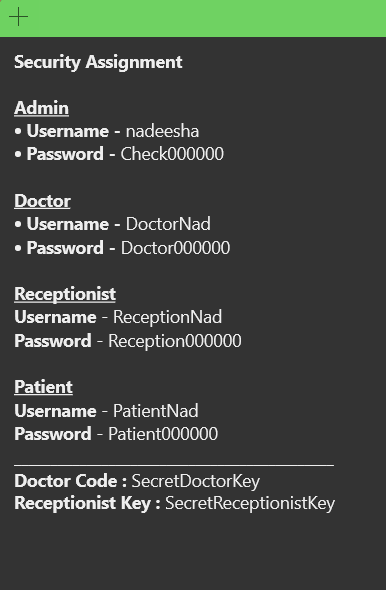 Security Assignment
Admin
• Username - nadeesha
• Password - Check000000
Doctor
• Username - DoctorNad
• Password - Doctor000000
Receptionist
Username - ReceptionNad
Password - Reception000000
Patient
Username - PatientNad
Password - Patient000000
Doctor Code : SecretDoctorKey
Receptionist Key : SecretReceptionistKey